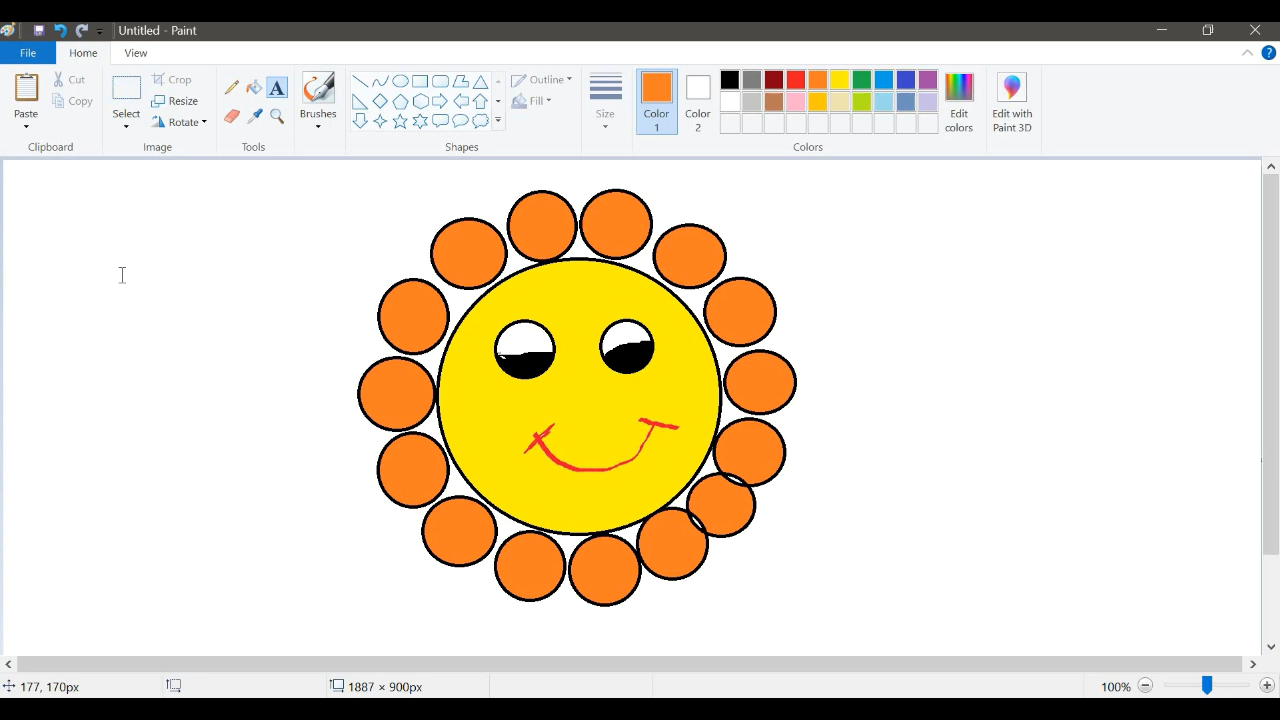 Untitled - Paint
File Home View
Paste
Cut
Copy
Clipboard
Select
Crop
Resize
Rotate
Image
A
Tools
Brushes
Shapes
Outline
Fill
Size
Color 1
Color 2
Edit colors
Colors
Edit with Paint 3D
177, 170px
1887 × 900px
100%